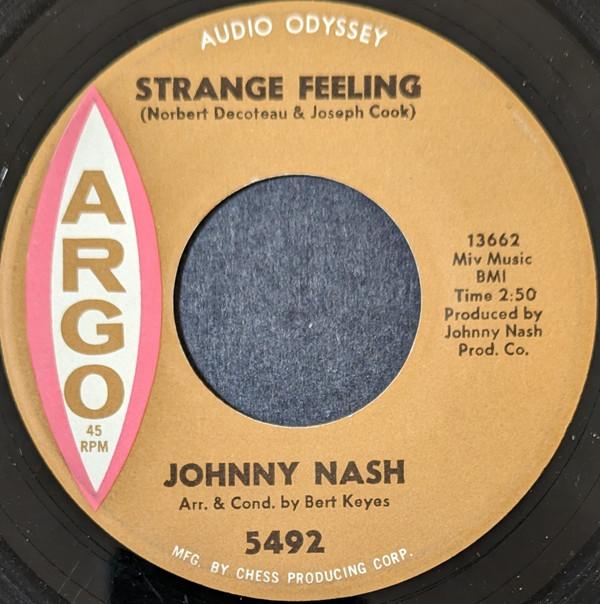 AUDIO ODYSSEY
STRANGE FEELING
(Norbert Decoteau & Joseph Cook)
ARGO
45
RPM
13662
Miv Music
BMI
Time 2:50
Produced by
Johnny Nash
Prod. Co.
JOHNNY NASH
Arr. & Cond. by Bert Keyes
5492
MFG. BY CHESS PRODUCING CORP.